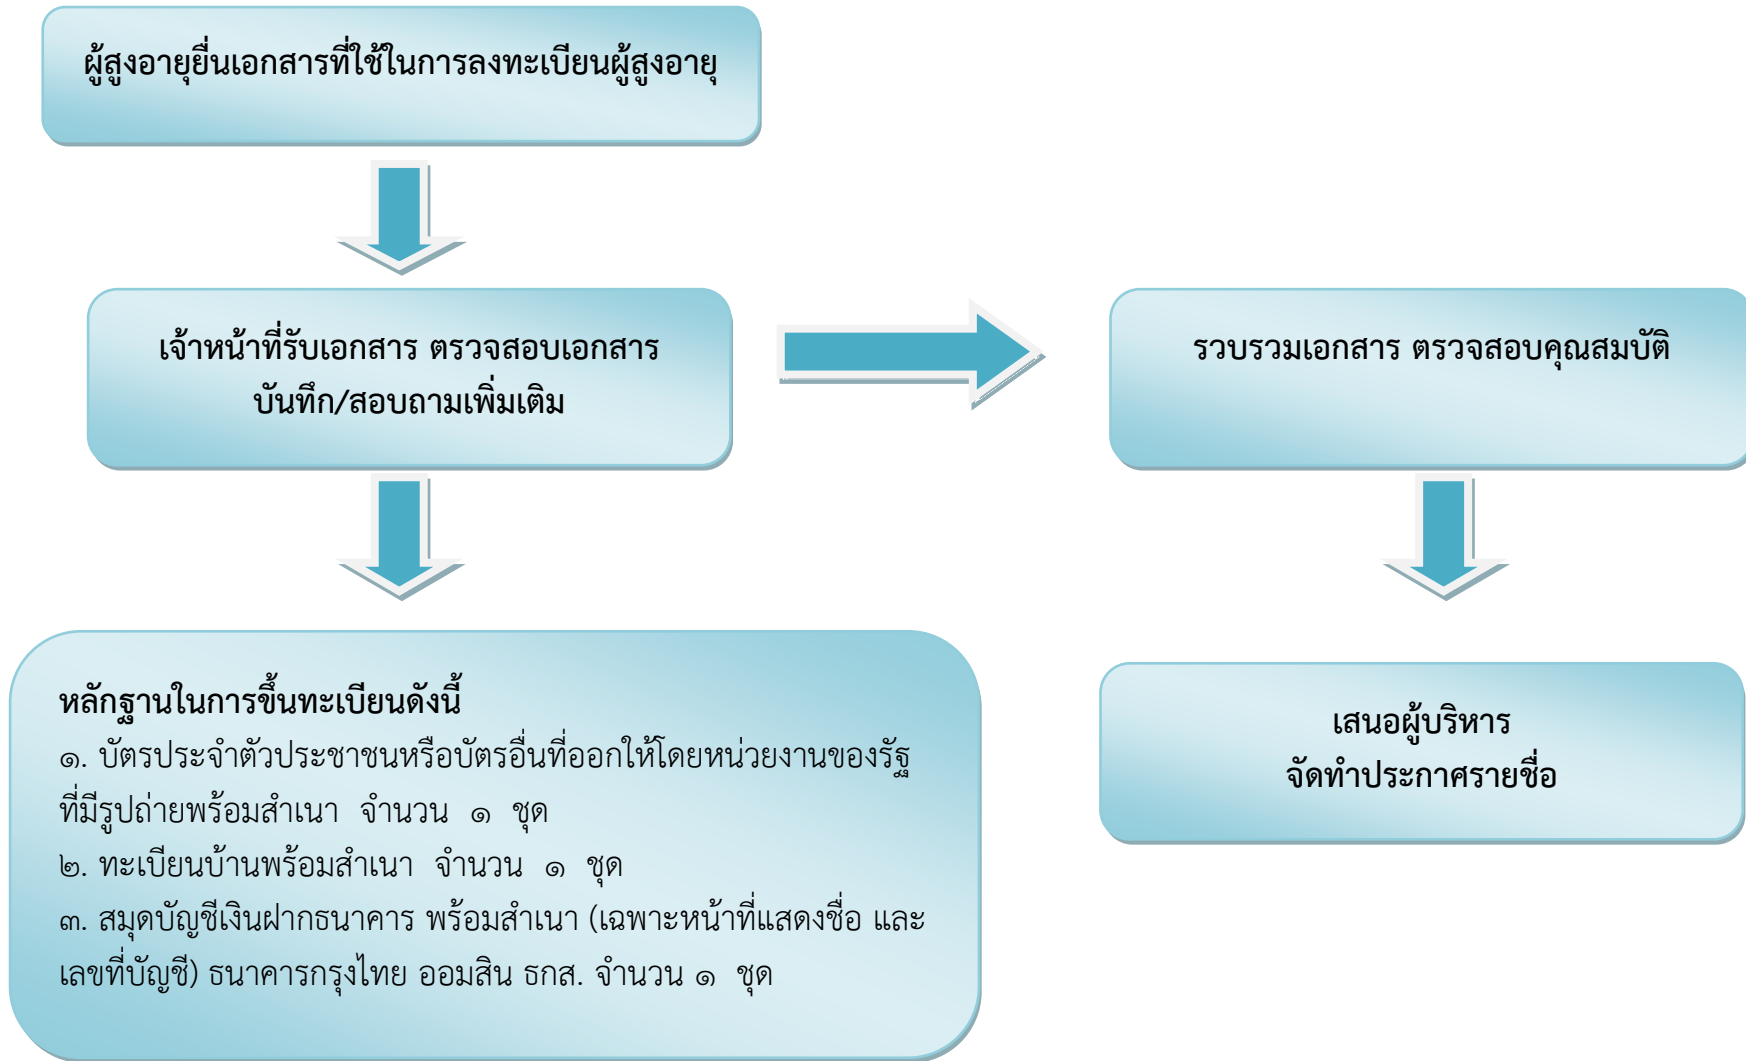 ผู้สูงอายุยื่นเอกสารที่ใช้ในการลงทะเบียนผู้สูงอายุ
เจ้าหน้าที่รับเอกสาร ตรวจสอบเอกสาร
บันทึก/สอบถามเพิ่มเติม
รวบรวมเอกสาร ตรวจสอบคุณสมบัติ
หลักฐานในการขึ้นทะเบียนดังนี้
๑. บัตรประจำตัวประชาชนหรือบัตรอื่นที่ออกให้โดยหน่วยงานของรัฐ
ที่มีรูปถ่ายพร้อมสำเนา จำนวน ๑ ชุด
๒. ทะเบียนบ้านพร้อมสำเนา จำนวน ๑ ชุด
๓. สมุดบัญชีเงินฝากธนาคาร พร้อมสำเนา (เฉพาะหน้าที่แสดงชื่อ และ
เลขที่บัญชี) ธนาคารกรุงไทย ออมสิน ธกส. จำนวน ๑ ชุด
เสนอผู้บริหาร
จัดทำประกาศรายชื่อ